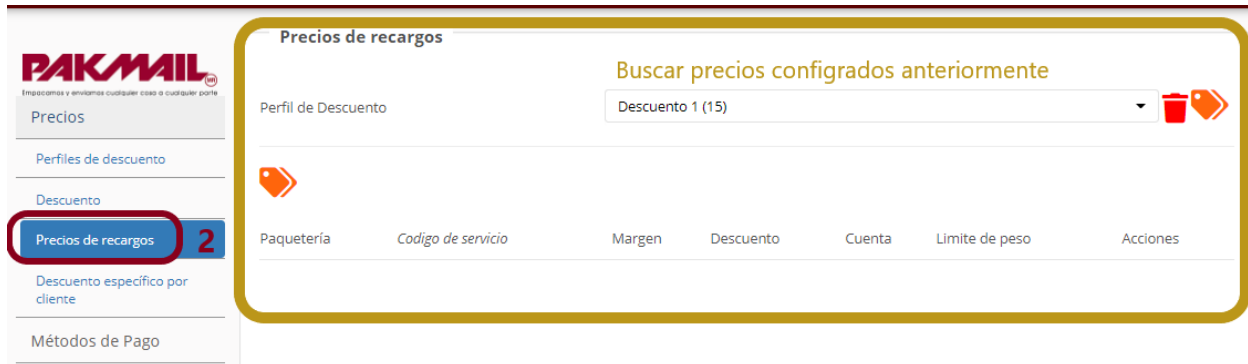 PAKMAIL MR
Empacamos y enviamos cualquier cosa a cualquier parte
Precios
Perfiles de descuento
Descuento
Precios de recargos 2
Descuento específico por
cliente
Métodos de Pago
Precios de recargos
Buscar precios configrados anteriormente
Perfil de Descuento Descuento 1 (15)
Paquetería Codigo de servicio Margen Descuento Cuenta Limite de peso Acciones